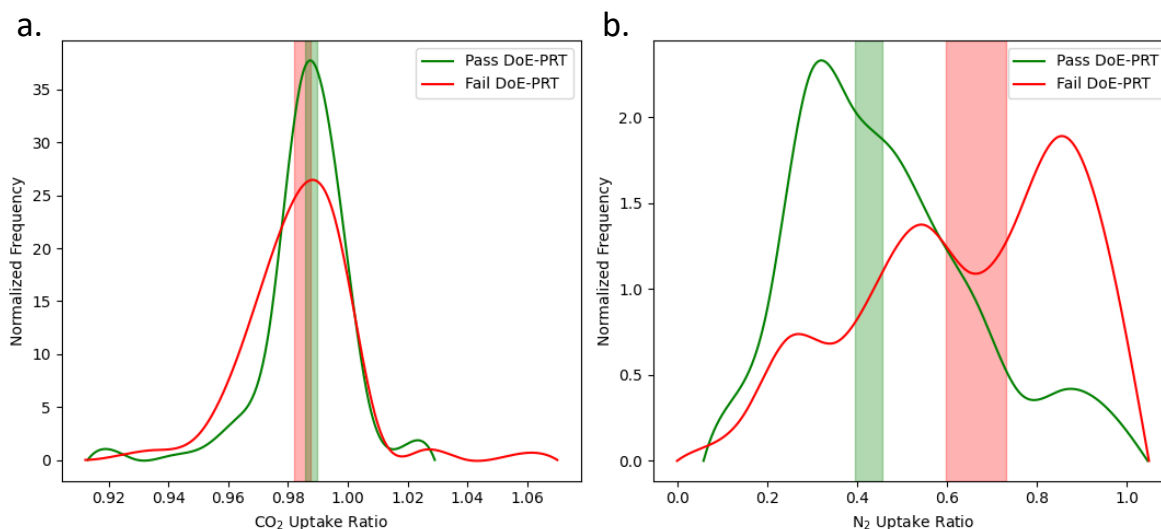 a.
Pass DoE-PRT
Fail DoE-PRT
35
30
25
20
15
10
5
0
Normalized Frequency
0.92
0.94
0.96
0.98
1.00
1.02
1.04
1.06
CO₂ Uptake Ratio
b.
Pass DoE-PRT
Fail DoE-PRT
2.0
1.5
1.0
0.5
0.0
Normalized Frequency
0.0
0.2
0.4
0.6
0.8
1.0
N₂ Uptake Ratio